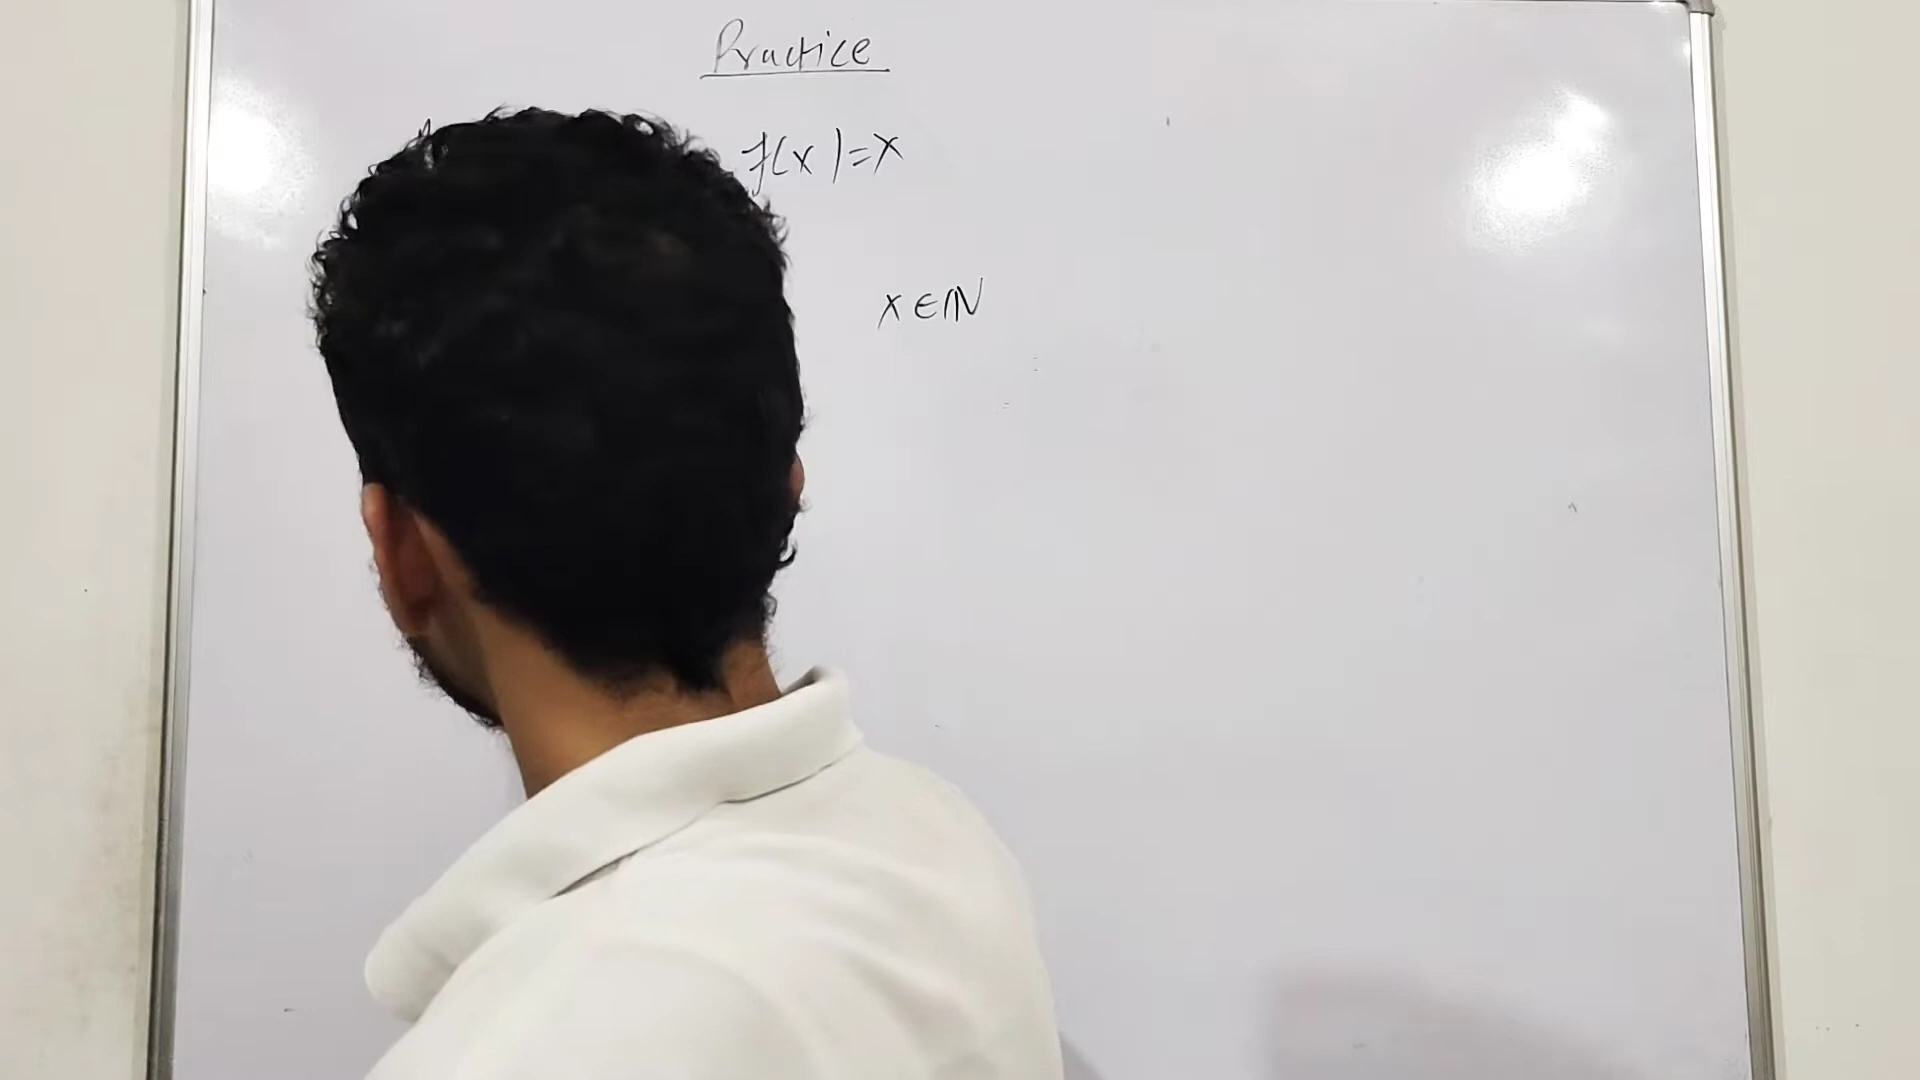 Practice
f(x)=x
x∈ℕ